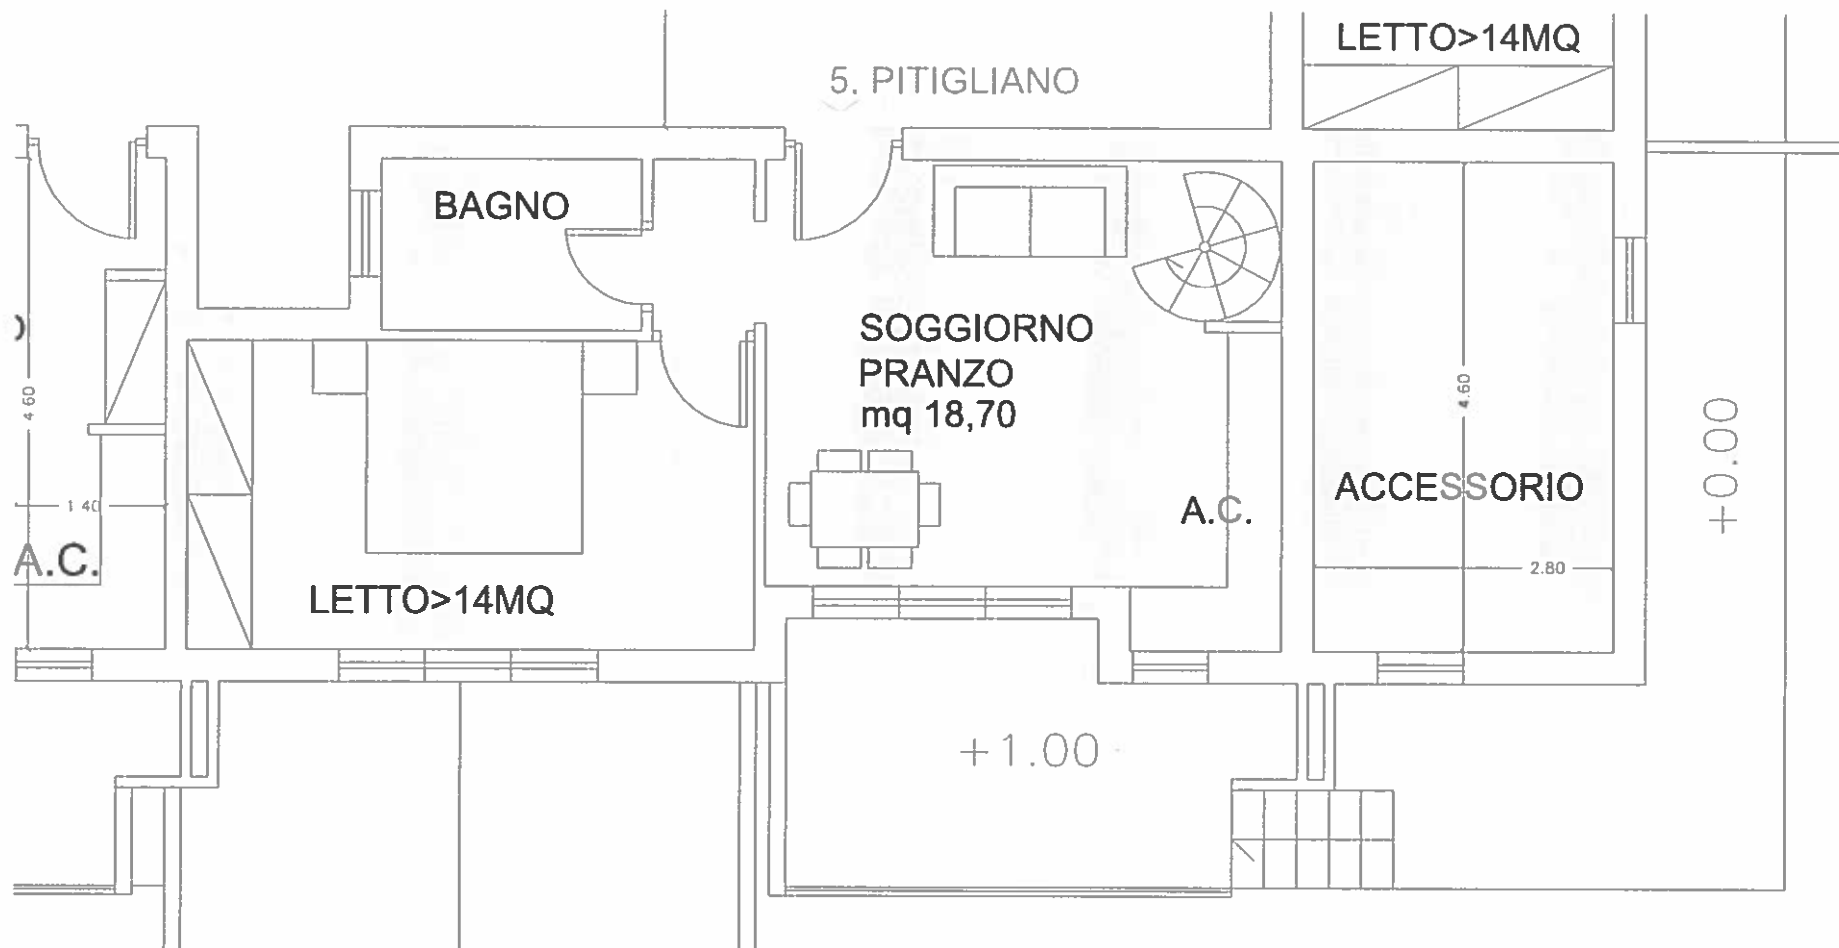 LETTO>14MQ
5. PITIGLIANO
BAGNO
SOGGIORNO
PRANZO
mq 18,70
4.60
4.60
+0.00
ACCESSORIO
1.40
A.C.
A.C.
2.80
LETTO>14MQ
+1.00